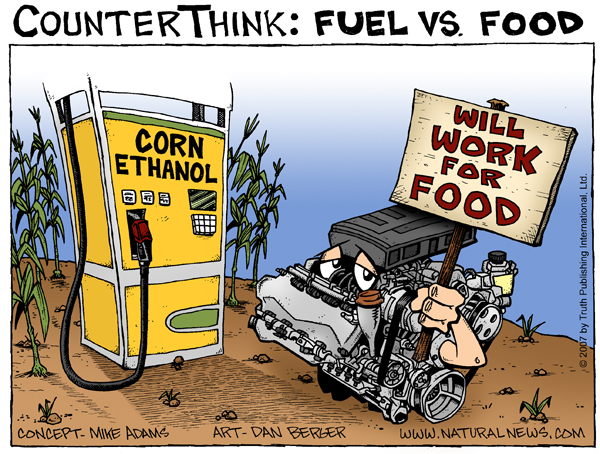 COUNTERTHINK: FUEL VS. FOOD
CORN
ETHANOL
WILL
WORK
FOR
FOOD
© 2007 by Truth Publishing International, Ltd.
CONCEPT- MIKE ADAMS
ART- DAN BERGER
WWW.NATURALNEWS.COM